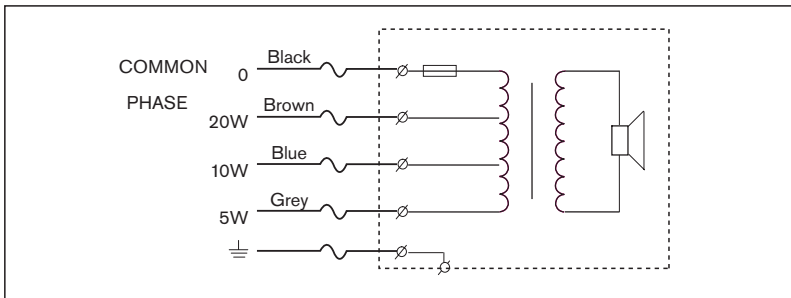 COMMON 0 Black
PHASE
20W Brown
10W Blue
5W Grey